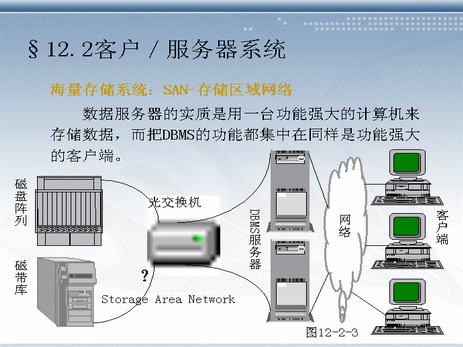 §12.2客户／服务器系统
海量存储系统：SAN-存储区域网络
数据服务器的实质是用一台功能强大的计算机来
存储数据，而把DBMS的功能都集中在同样是功能强大
的客户端。
磁盘阵列
光交换机
DBMS服务器
网络
客户端
磁带库
?
Storage Area Network
图12-2-3